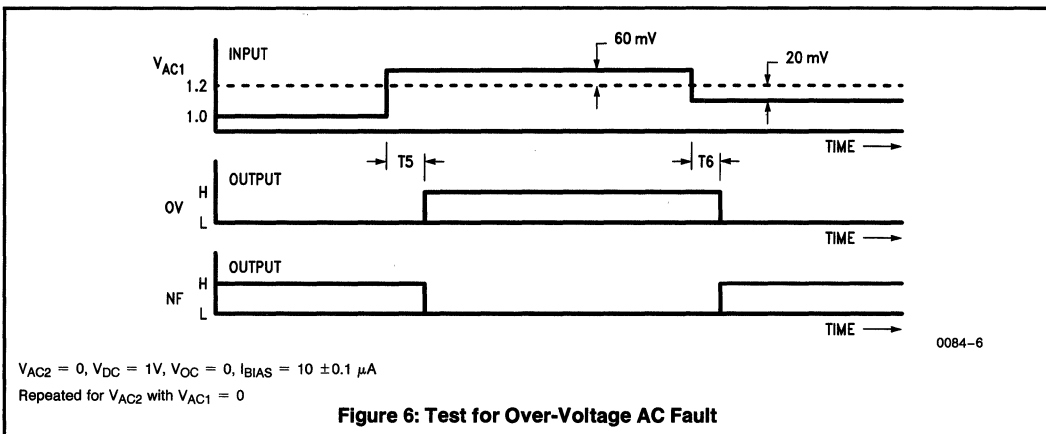 60 mV
INPUT
20 mV
VAC1
1.2
1.0
TIME
T5
T6
OUTPUT
H
OV
L
TIME
OUTPUT
H
NF
L
TIME
0084-6
VAC2 = 0, VDC = 1V, VOC = 0, IBIAS = 10 ±0.1 μA
Repeated for VAC2 with VAC1 = 0
Figure 6: Test for Over-Voltage AC Fault